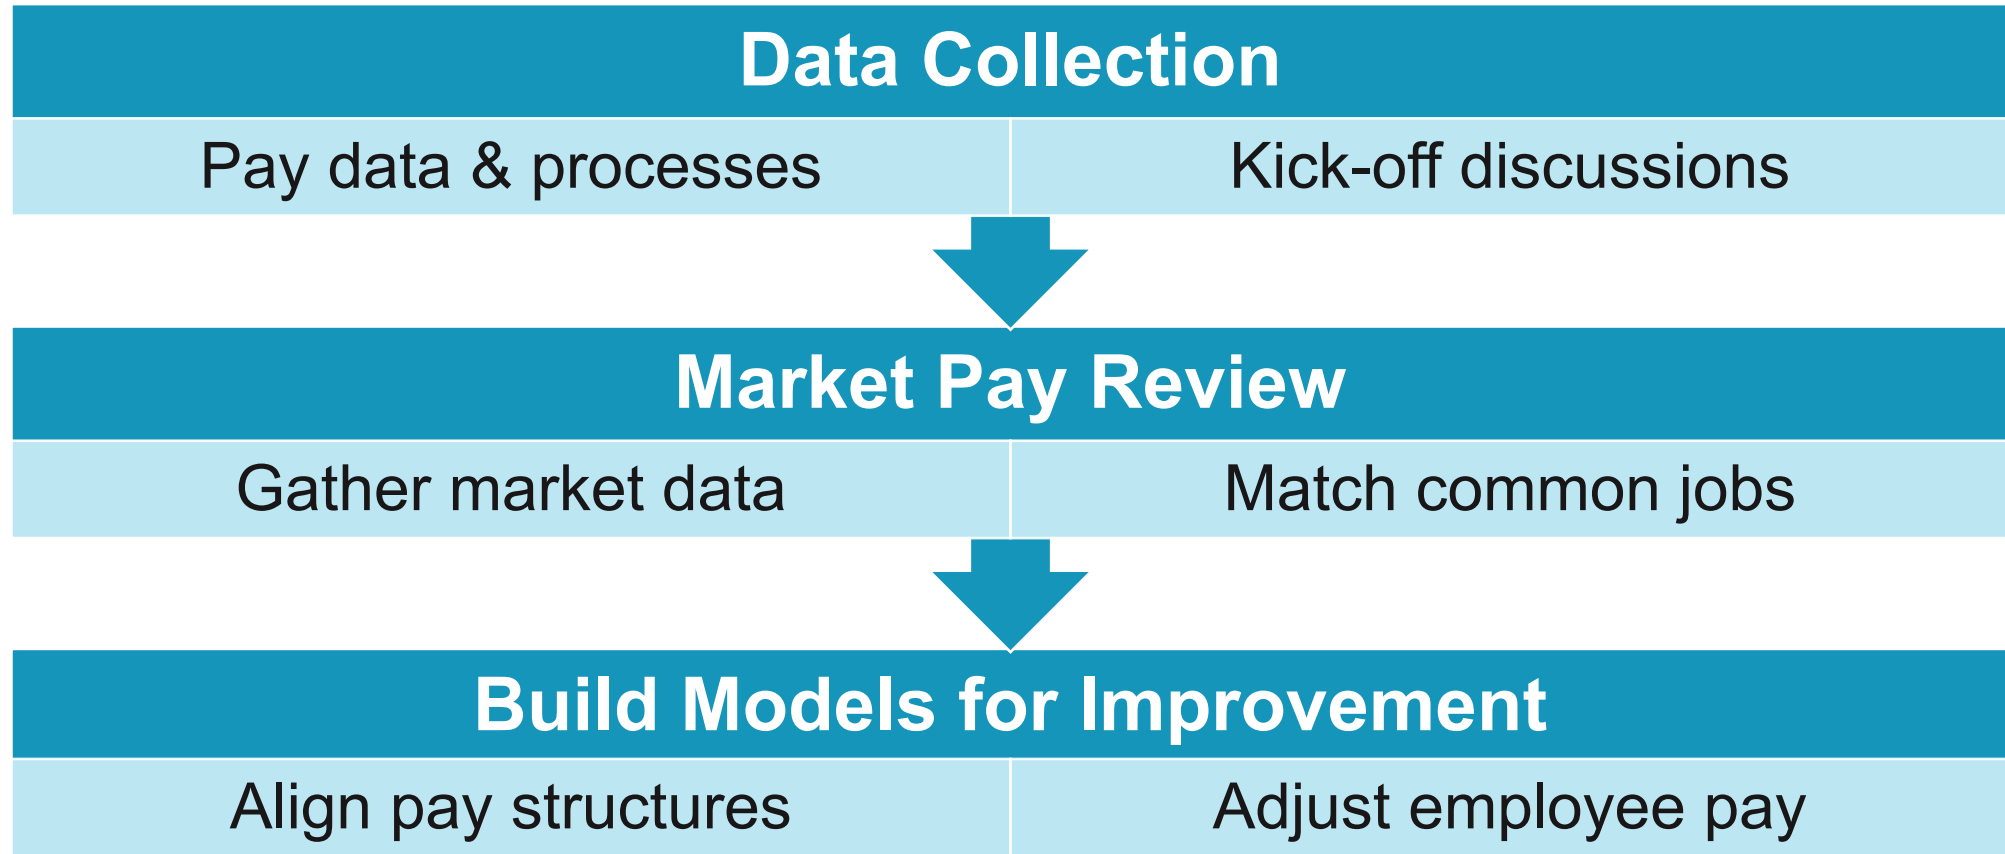 Data Collection
Pay data & processes
Kick-off discussions
Market Pay Review
Gather market data
Match common jobs
Build Models for Improvement
Align pay structures
Adjust employee pay